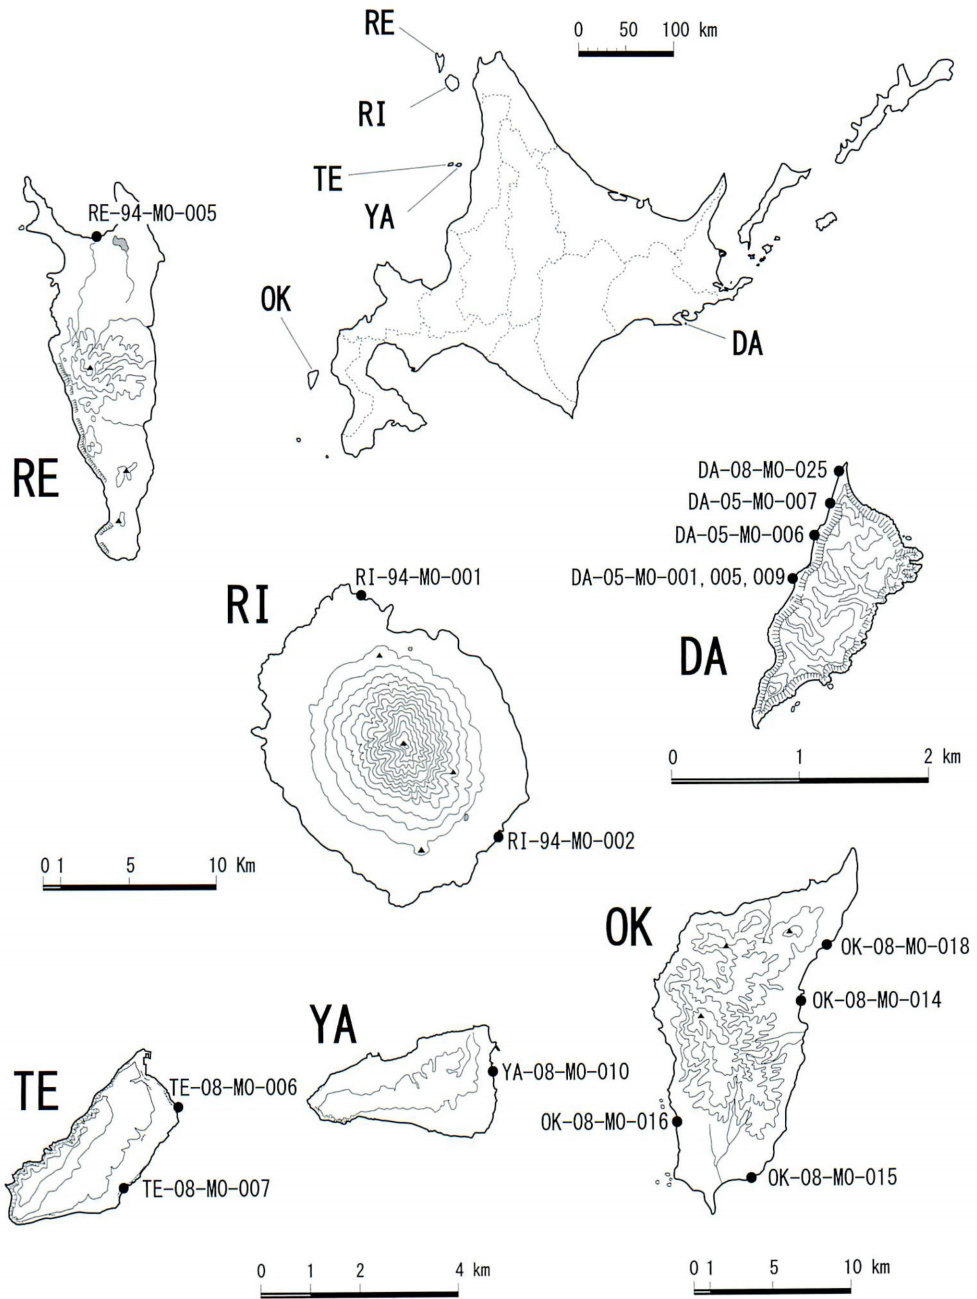 RE
0 50 100 km
RI
TE
YA
RE-94-MO-005
OK
DA
RE
DA-08-MO-025
DA-05-MO-007
DA-05-MO-006
RI-94-MO-001
DA-05-MO-001, 005, 009
RI
DA
0 1 2 km
RI-94-MO-002
0 1 5 10 Km
OK
OK-08-MO-018
OK-08-MO-014
YA
TE
YA-08-MO-010
TE-08-MO-006
OK-08-MO-016
TE-08-MO-007
OK-08-MO-015
0 1 2 4 km
0 1 5 10 km